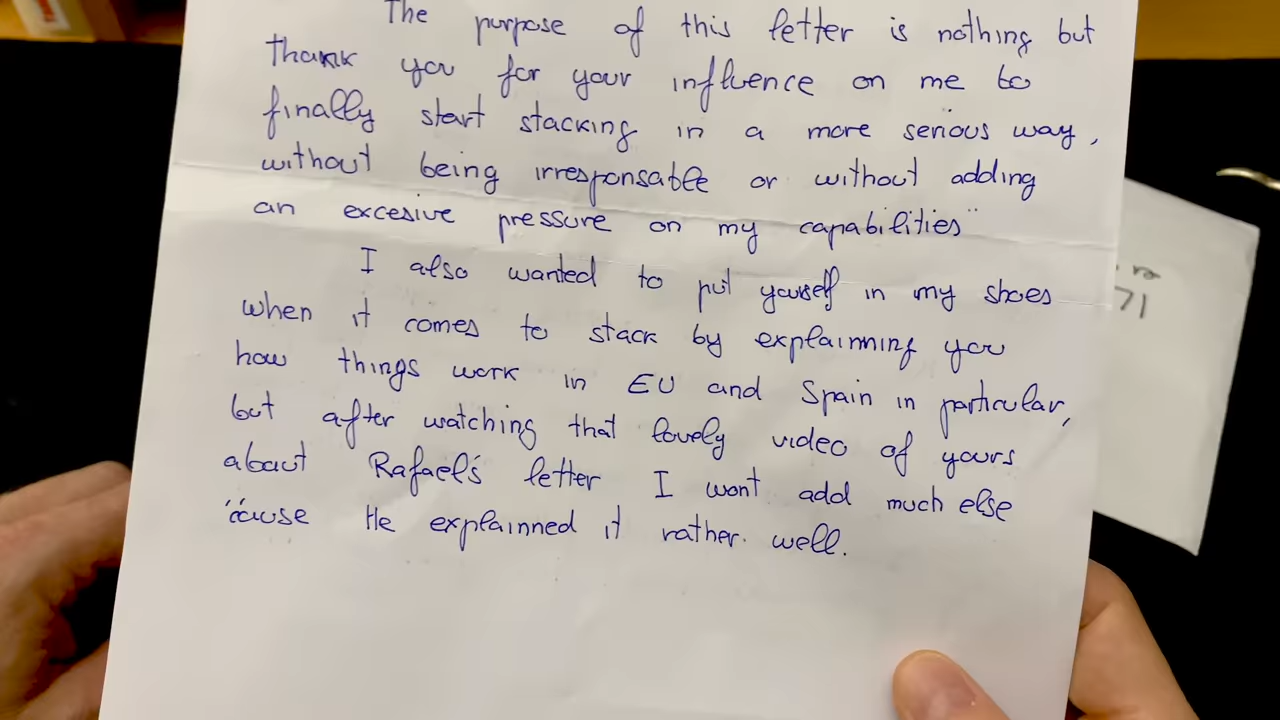 The purpose of this letter is nothing but
thank you for your influence on me to
finally start stacking in a more serious way,
without being irresponsable or without adding
an excesive pressure on my capabilities¨
I also wanted to put yourself in my shoes
when it comes to stack by explainning you
how things work in EU and Spain in particular,
but after watching that lovely video of yours
about Rafael's letter I wont add much else
'cause He explainned it rather. well.
71